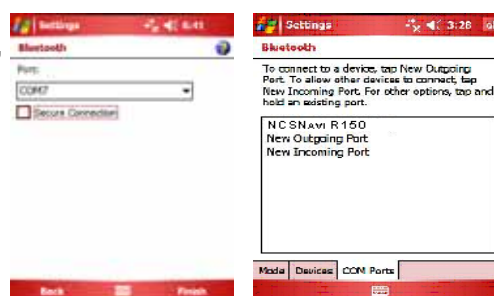 Settings 6:41
Bluetooth
Port:
COM7
Secure Connection
Back Finish
Settings 3:28
Bluetooth
To connect to a device, tap New Outgoing
Port. To allow other devices to connect, tap
New Incoming Port. For other options, tap and
hold an existing port.
NCSNAVI R150
New Outgoing Port
New Incoming Port
Mode Devices COM Ports